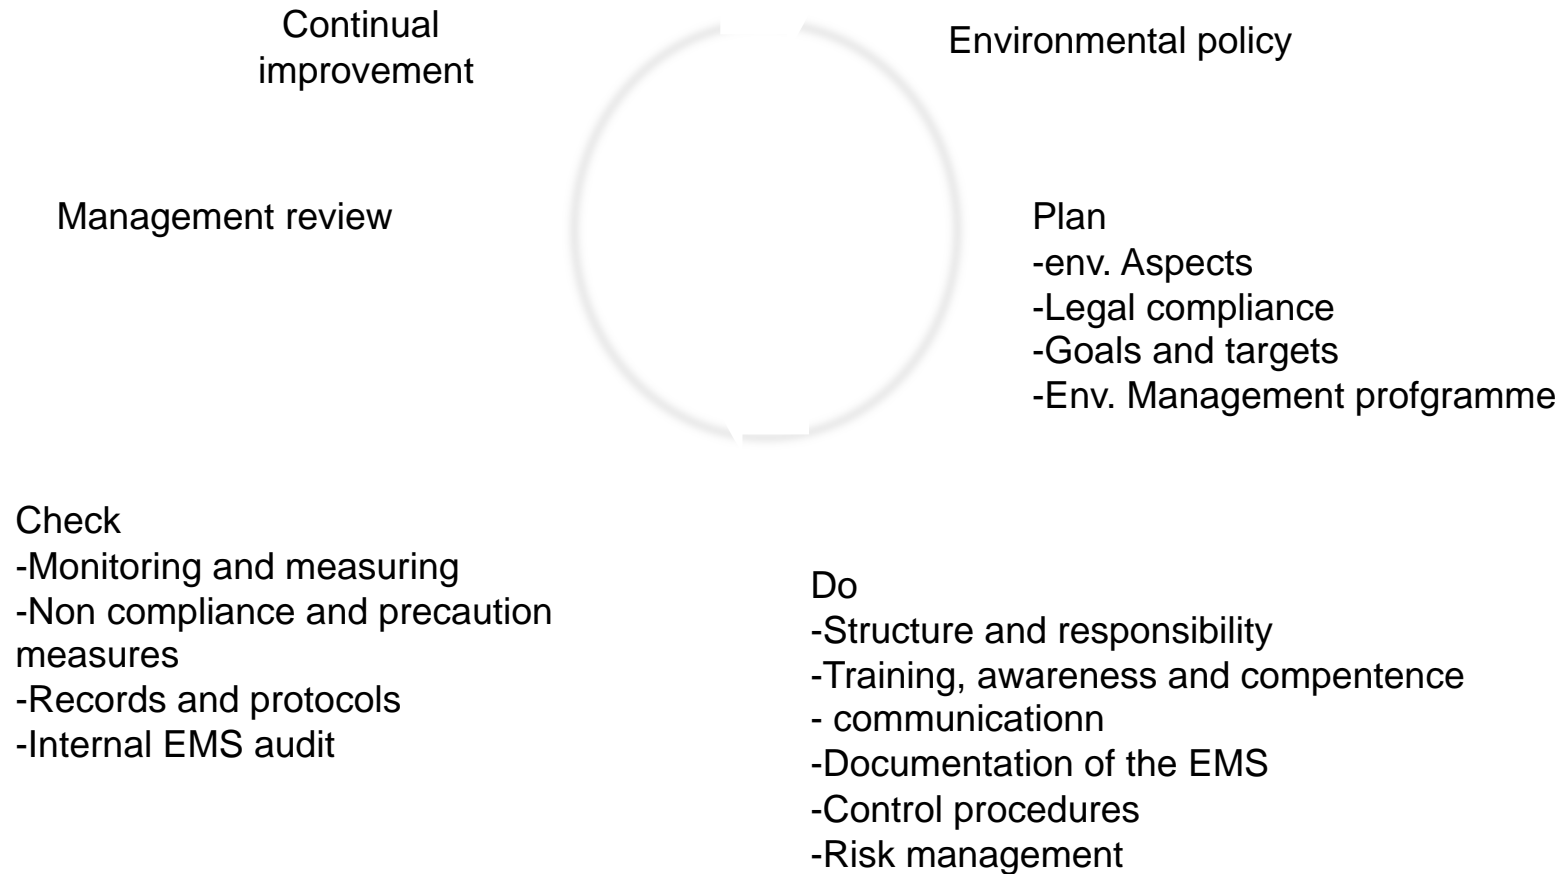 Continual
improvement
Environmental policy
Management review
Plan
-env. Aspects
-Legal compliance
-Goals and targets
-Env. Management profgramme
Check
-Monitoring and measuring
-Non compliance and precaution
measures
-Records and protocols
-Internal EMS audit
Do
-Structure and responsibility
-Training, awareness and compentence
- communicationn
-Documentation of the EMS
-Control procedures
-Risk management